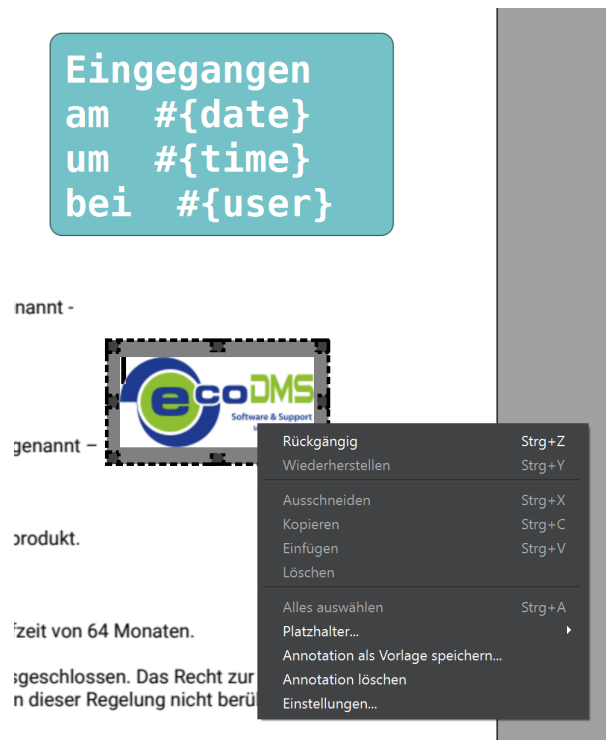 Eingegangen
am #{date}
um #{time}
bei #{user}
nannt -
ecoDMS
Software & Support
genannt –
Rückgängig Strg+Z
Wiederherstellen Strg+Y
Ausschneiden Strg+X
Kopieren Strg+C
Einfügen Strg+V
Löschen
Alles auswählen Strg+A
Platzhalter...
Annotation als Vorlage speichern...
Annotation löschen
Einstellungen...
produkt.
fzeit von 64 Monaten.
sgeschlossen. Das Recht zur
n dieser Regelung nicht berü